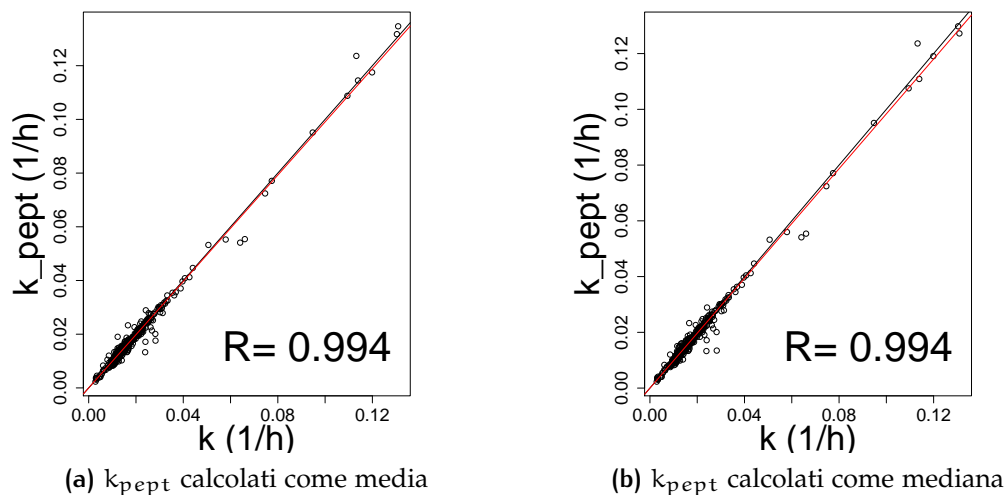 k_pept (1/h)
0.00 0.02 0.04 0.06 0.08 0.10 0.12
R= 0.994
0.00 0.04 0.08 0.12
k (1/h)
(a) kpept calcolati come media
k_pept (1/h)
0.00 0.02 0.04 0.06 0.08 0.10 0.12
R= 0.994
0.00 0.04 0.08 0.12
k (1/h)
(b) kpept calcolati come mediana